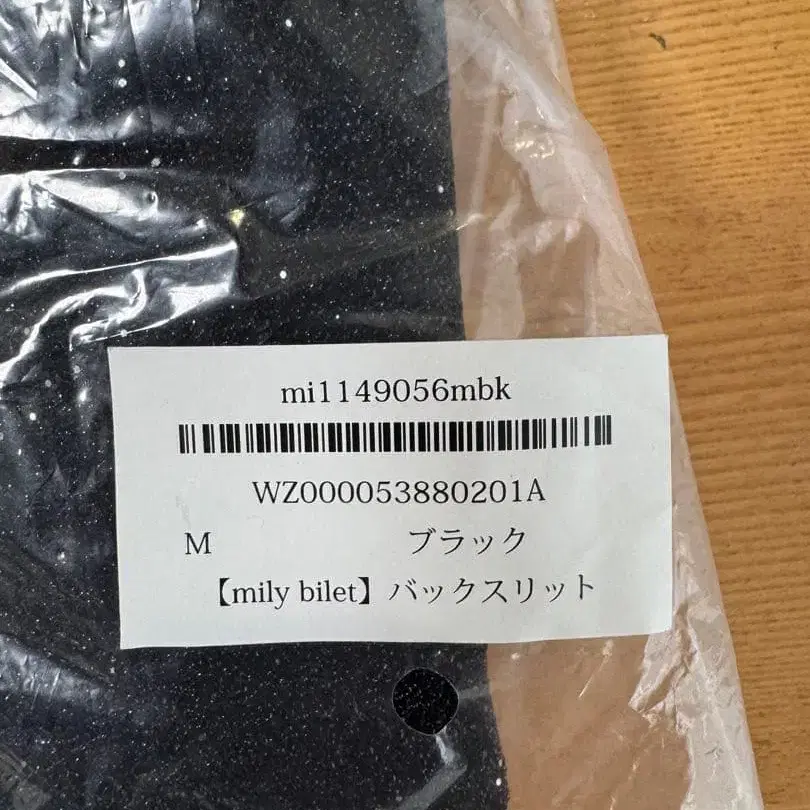 mi1149056mbk
WZ000053880201A
M ブラック
【mily bilet】バックスリット